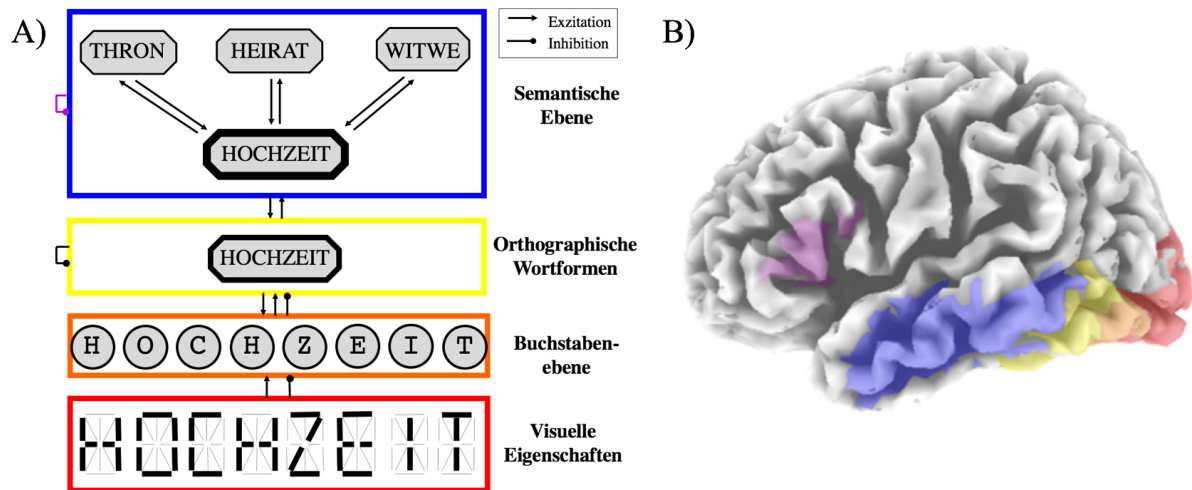 A)
Exzitation
Inhibition
B)
THRON
HEIRAT
WITWE
HOCHZEIT
Semantische
Ebene
HOCHZEIT
Orthographische
Wortformen
H O C H Z E I T
Buchstaben-
ebene
HOCHZEIT
Visuelle
Eigenschaften